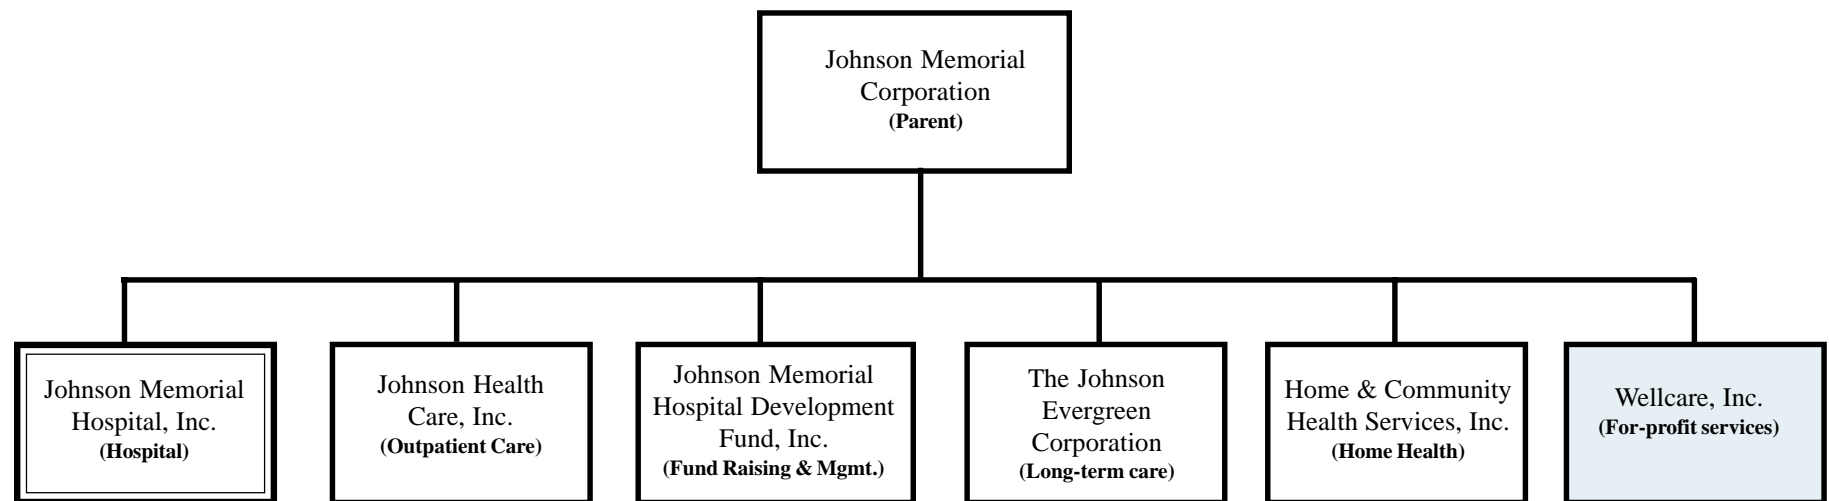 Johnson Memorial
Corporation
(Parent)
Johnson Memorial
Hospital, Inc.
(Hospital)
Johnson Health
Care, Inc.
(Outpatient Care)
Johnson Memorial
Hospital Development
Fund, Inc.
(Fund Raising & Mgmt.)
The Johnson
Evergreen
Corporation
(Long-term care)
Home & Community
Health Services, Inc.
(Home Health)
Wellcare, Inc.
(For-profit services)